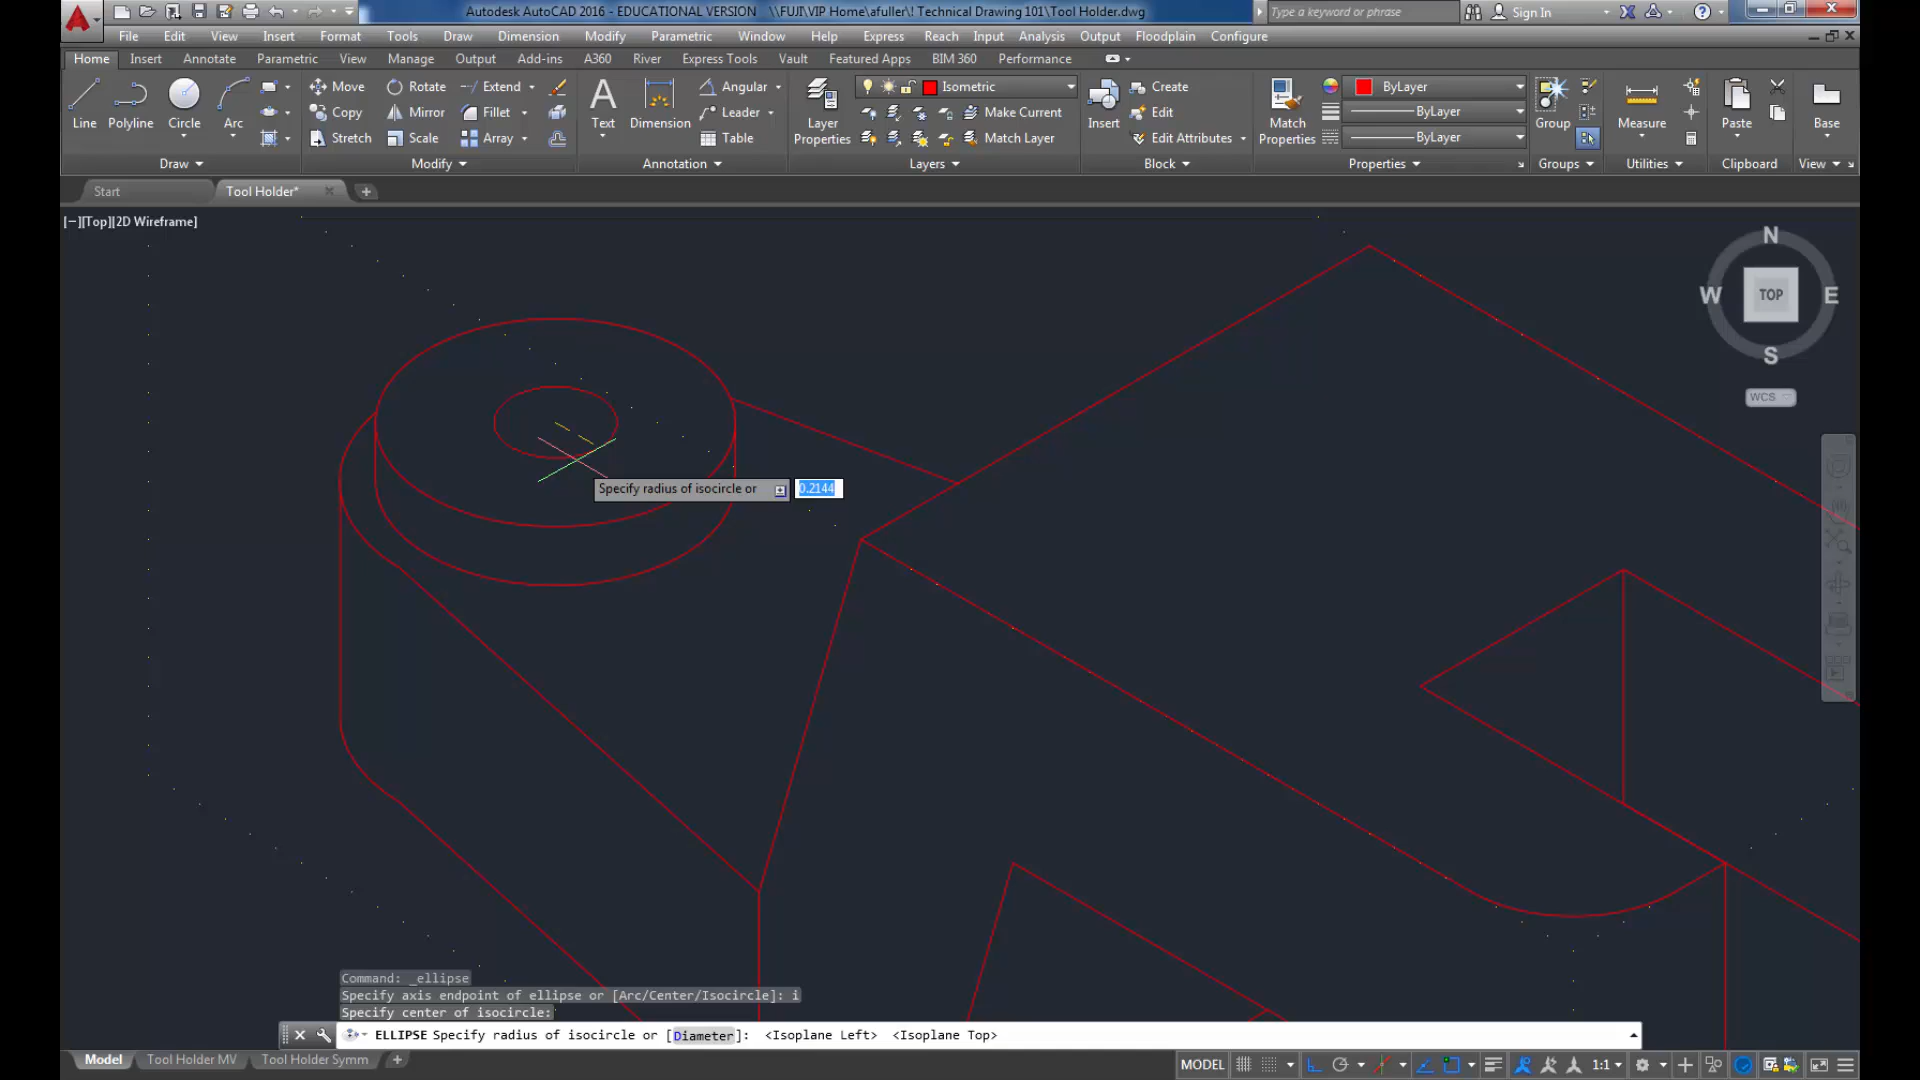 Autodesk AutoCAD 2016 - EDUCATIONAL VERSION \\FUJI\VIP Home\afuller\! Technical Drawing 101\Tool Holder.dwg
Type a keyword or phrase
Sign In
File Edit View Insert Format Tools Draw Dimension Modify Parametric Window Help Express Reach Input Analysis Output Floodplain Configure
Home Insert Annotate Parametric View Manage Output Add-ins A360 River Express Tools Vault Featured Apps BIM 360 Performance
Line Polyline Circle Arc
Move Rotate Extend
Copy Mirror Fillet
Stretch Scale Array
Text Dimension
Angular
Leader
Table
Layer Properties
Isometric
Make Current
Match Layer
Insert
Create
Edit
Edit Attributes
Match Properties
ByLayer
ByLayer
ByLayer
Group
Measure
Paste
Base
Draw Modify Annotation Layers Block Properties Groups Utilities Clipboard View
Start Tool Holder*
[−][Top][2D Wireframe]
N
W TOP E
S
WCS
Specify radius of isocircle or 0.2144
Command: _ellipse
Specify axis endpoint of ellipse or [Arc/Center/Isocircle]: i
Specify center of isocircle:
ELLIPSE Specify radius of isocircle or [Diameter]: <Isoplane Left> <Isoplane Top>
Model Tool Holder MV Tool Holder Symm
MODEL 1:1